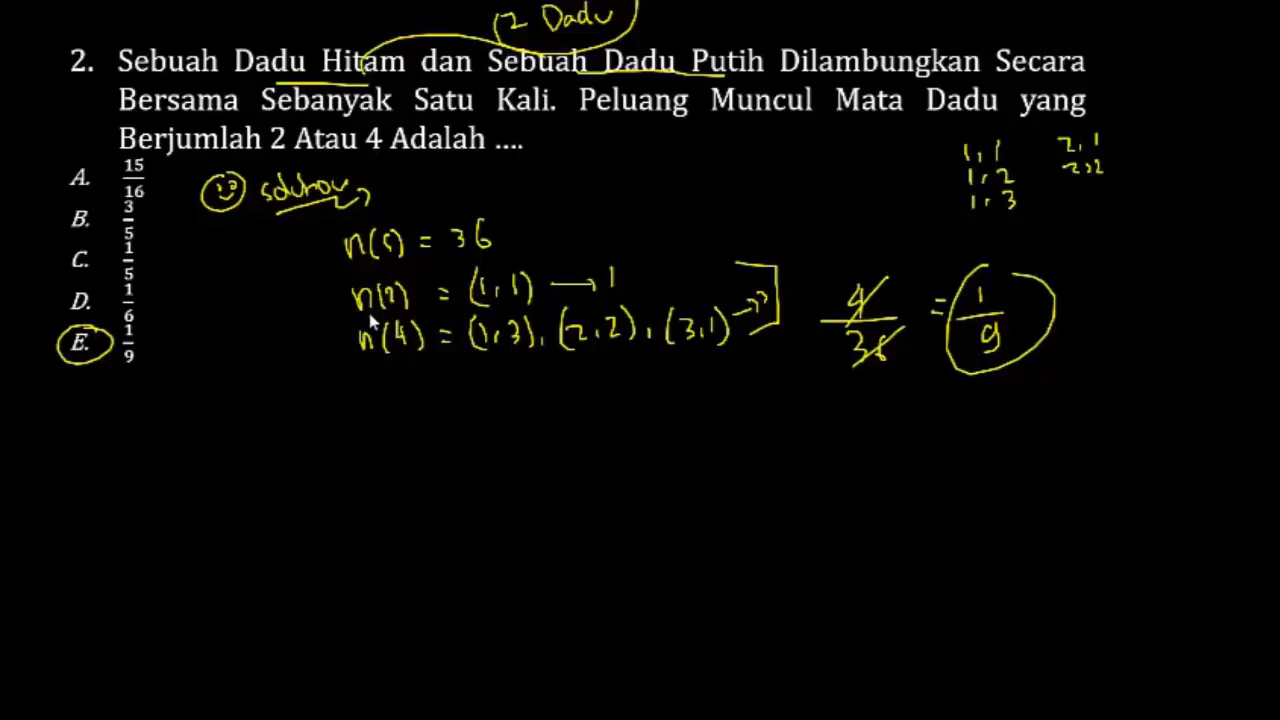 (2 Dadu
2. Sebuah Dadu Hitam dan Sebuah Dadu Putih Dilambungkan Secara
Bersama Sebanyak Satu Kali. Peluang Muncul Mata Dadu yang
Berjumlah 2 Atau 4 Adalah ....
A. 15/16
B. 3/5
C. 1/5
D. 1/6
E. 1/9
1,1 2,1
1,2 2,2
1,3
n(s) = 36
n(2) = (1,1) → 1
n(4) = (1,3), (2,2), (3,1) →
4/36 = 1/9